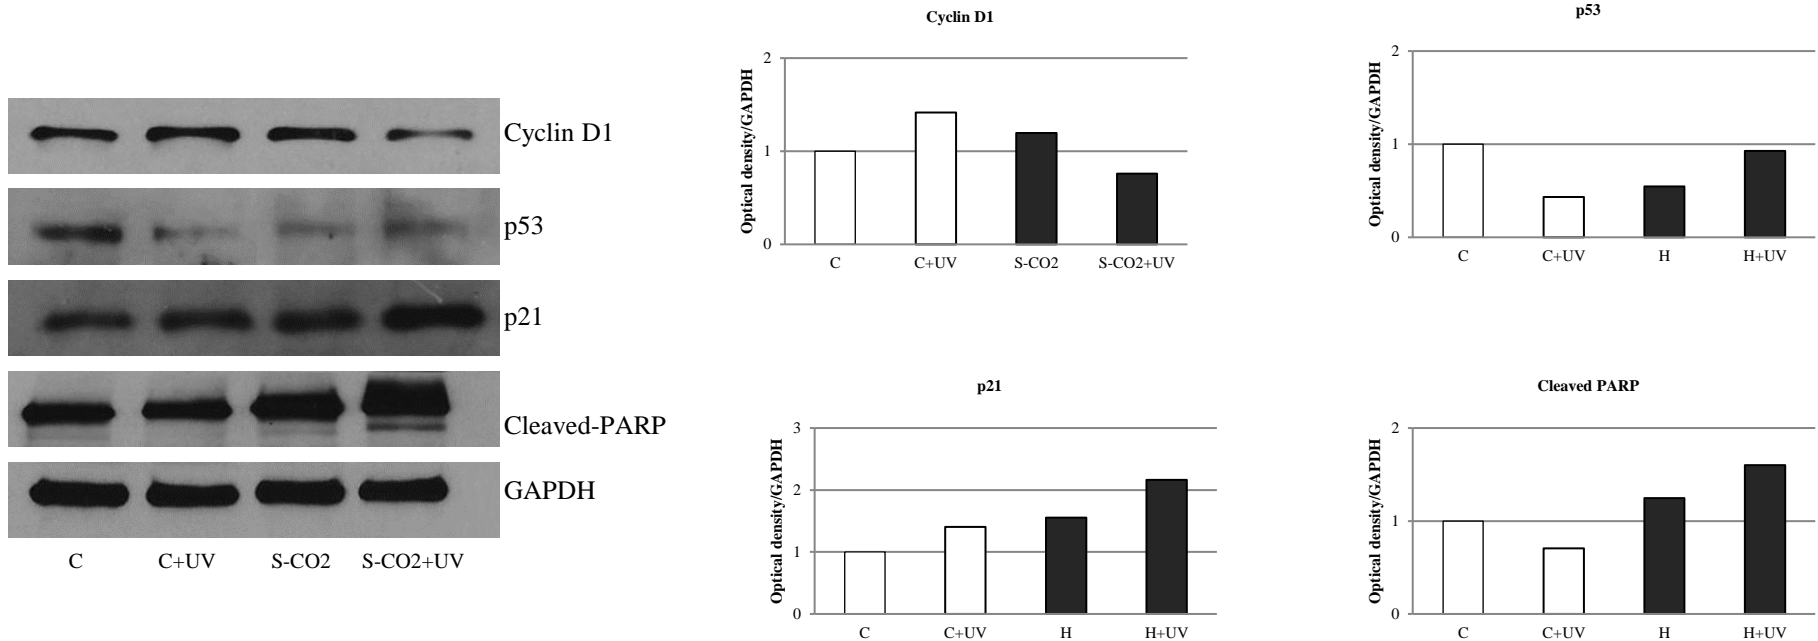 Cyclin D1
p53
p21
Cleaved-PARP
GAPDH
C C+UV S-CO2 S-CO2+UV
Cyclin D1
Optical density/GAPDH
2
1
0
C C+UV S-CO2 S-CO2+UV
p53
Optical density/GAPDH
2
1
0
C C+UV H H+UV
p21
Optical density/GAPDH
3
2
1
0
C C+UV H H+UV
Cleaved PARP
Optical density/GAPDH
2
1
0
C C+UV H H+UV